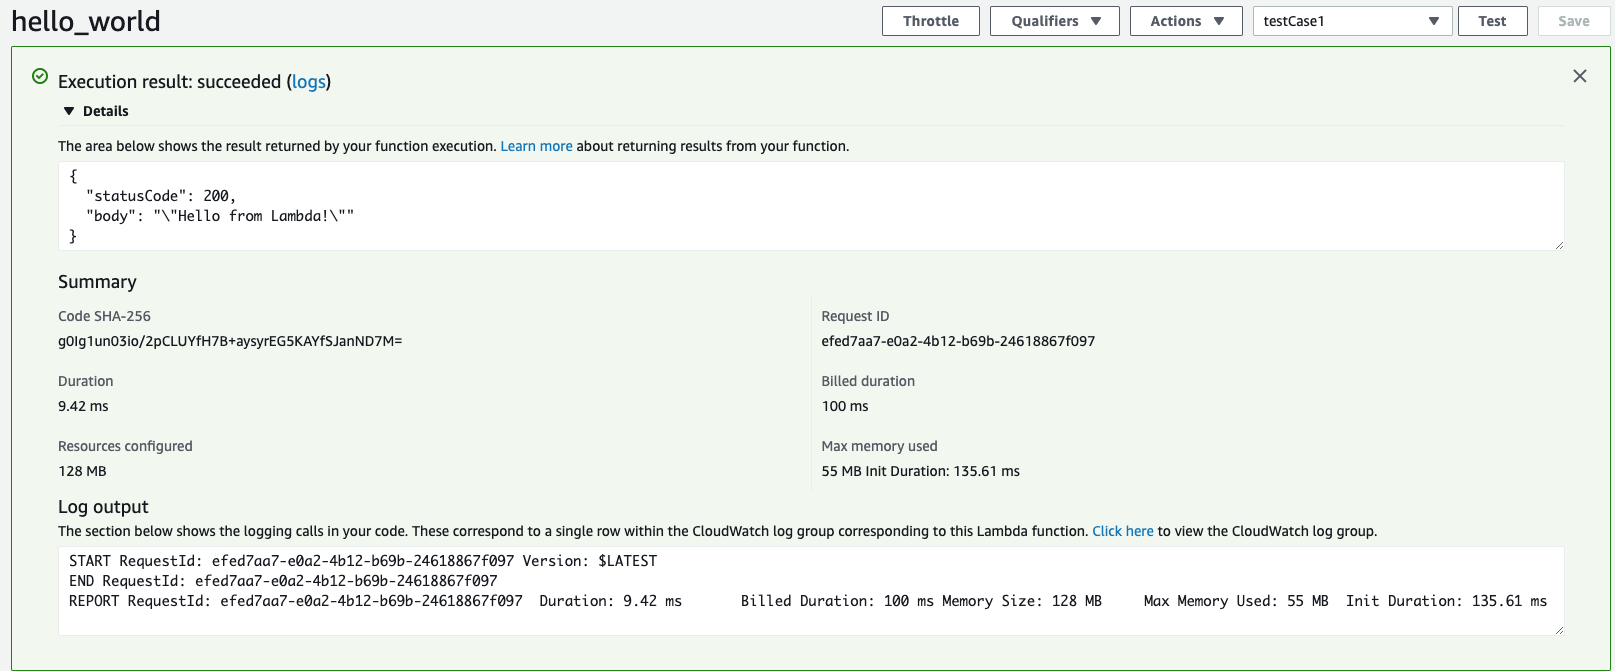 hello_world
Throttle
Qualifiers
Actions
testCase1
Test
Save
Execution result: succeeded (logs)
Details
The area below shows the result returned by your function execution. Learn more about returning results from your function.
{
"statusCode": 200,
"body": "\"Hello from Lambda!\""
}
Summary
Code SHA-256
g0Ig1un03io/2pCLUYfH7B+aysyrEG5KAYfSJanND7M=
Request ID
efed7aa7-e0a2-4b12-b69b-24618867f097
Duration
9.42 ms
Billed duration
100 ms
Resources configured
128 MB
Max memory used
55 MB Init Duration: 135.61 ms
Log output
The section below shows the logging calls in your code. These correspond to a single row within the CloudWatch log group corresponding to this Lambda function. Click here to view the CloudWatch log group.
START RequestId: efed7aa7-e0a2-4b12-b69b-24618867f097 Version: $LATEST
END RequestId: efed7aa7-e0a2-4b12-b69b-24618867f097
REPORT RequestId: efed7aa7-e0a2-4b12-b69b-24618867f097 Duration: 9.42 ms Billed Duration: 100 ms Memory Size: 128 MB Max Memory Used: 55 MB Init Duration: 135.61 ms